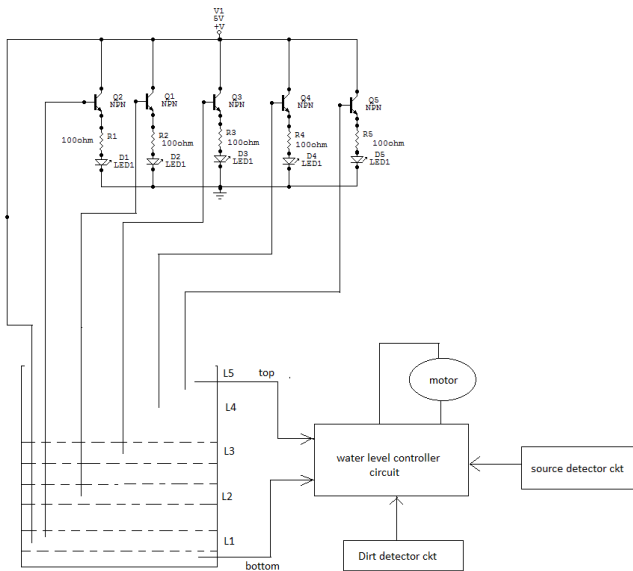 V1
5V
+V
Q2
NPN
Q1
NPN
Q3
NPN
Q4
NPN
Q5
NPN
100ohm
R1
R2
100ohm
R3
100ohm
R4
100ohm
R5
100ohm
D1
LED1
D2
LED1
D3
LED1
D4
LED1
D5
LED1
L5
top
L4
L3
L2
L1
bottom
motor
water level controller
circuit
source detector ckt
Dirt detector ckt